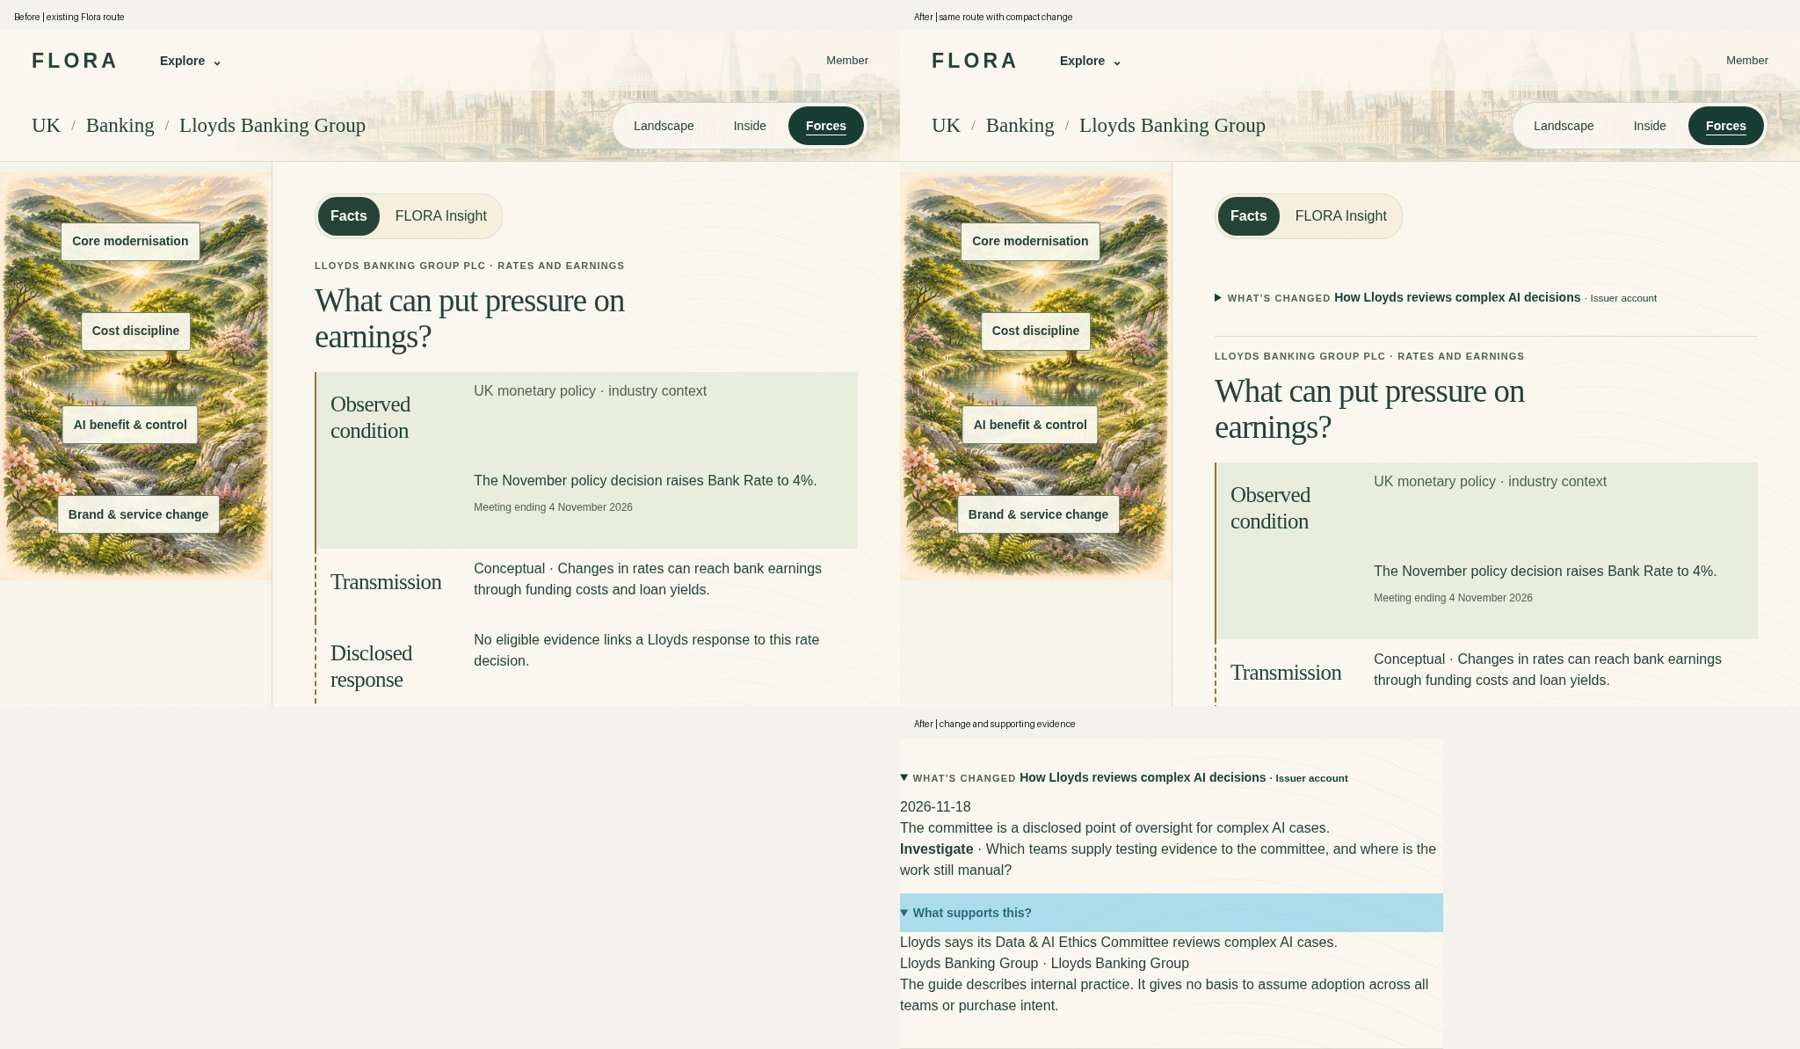 Before | existing Flora route
FLORA
Explore
Member
UK / Banking / Lloyds Banking Group
Landscape
Inside
Forces
Core modernisation
Cost discipline
AI benefit & control
Brand & service change
Facts
FLORA Insight
LLOYDS BANKING GROUP PLC · RATES AND EARNINGS
What can put pressure on
earnings?
Observed
condition
UK monetary policy · industry context
The November policy decision raises Bank Rate to 4%.
Meeting ending 4 November 2026
Transmission
Conceptual · Changes in rates can reach bank earnings
through funding costs and loan yields.
Disclosed
response
No eligible evidence links a Lloyds response to this rate
decision.
After | same route with compact change
FLORA
Explore
Member
UK / Banking / Lloyds Banking Group
Landscape
Inside
Forces
Core modernisation
Cost discipline
AI benefit & control
Brand & service change
Facts
FLORA Insight
WHAT'S CHANGED How Lloyds reviews complex AI decisions · Issuer account
LLOYDS BANKING GROUP PLC · RATES AND EARNINGS
What can put pressure on
earnings?
Observed
condition
UK monetary policy · industry context
The November policy decision raises Bank Rate to 4%.
Meeting ending 4 November 2026
Transmission
Conceptual · Changes in rates can reach bank earnings
through funding costs and loan yields.
After | change and supporting evidence
WHAT'S CHANGED How Lloyds reviews complex AI decisions · Issuer account
2026-11-18
The committee is a disclosed point of oversight for complex AI cases.
Investigate · Which teams supply testing evidence to the committee, and where is the
work still manual?
What supports this?
Lloyds says its Data & AI Ethics Committee reviews complex AI cases.
Lloyds Banking Group · Lloyds Banking Group
The guide describes internal practice. It gives no basis to assume adoption across all
teams or purchase intent.